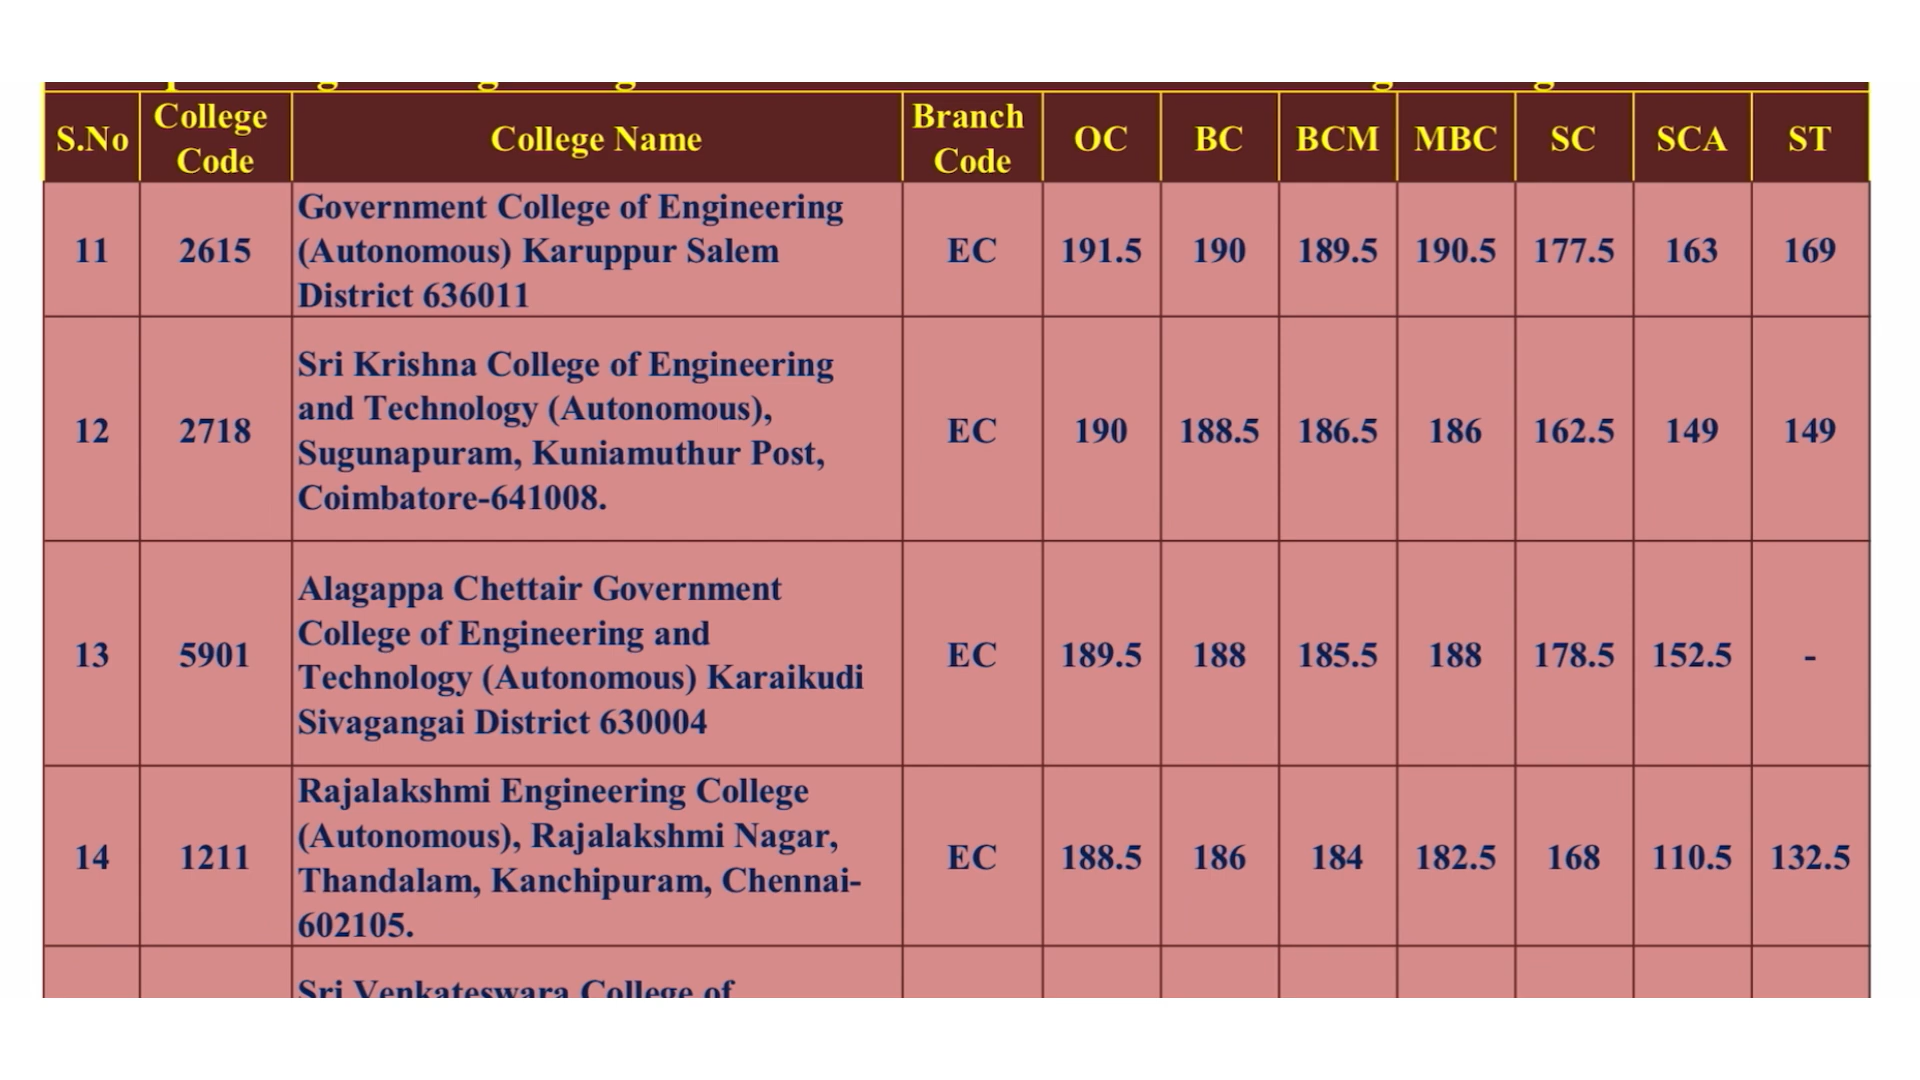 S.No College Code College Name Branch Code OC BC BCM MBC SC SCA ST
11 2615 Government College of Engineering (Autonomous) Karuppur Salem District 636011 EC 191.5 190 189.5 190.5 177.5 163 169
12 2718 Sri Krishna College of Engineering and Technology (Autonomous), Sugunapuram, Kuniamuthur Post, Coimbatore-641008. EC 190 188.5 186.5 186 162.5 149 149
13 5901 Alagappa Chettair Government College of Engineering and Technology (Autonomous) Karaikudi Sivagangai District 630004 EC 189.5 188 185.5 188 178.5 152.5 -
14 1211 Rajalakshmi Engineering College (Autonomous), Rajalakshmi Nagar, Thandalam, Kanchipuram, Chennai-602105. EC 188.5 186 184 182.5 168 110.5 132.5
Sri Venkateswara College of